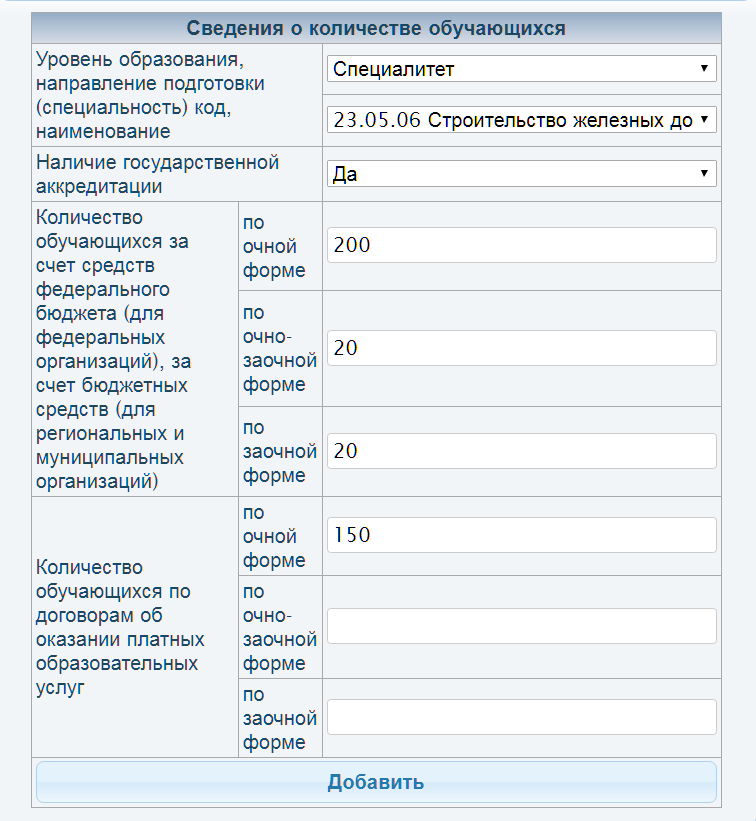 Сведения о количестве обучающихся
Уровень образования,
направление подготовки
(специальность) код,
наименование
Специалитет
23.05.06 Строительство железных до
Наличие государственной
аккредитации
Да
Количество
обучающихся за
счет средств
федерального
бюджета (для
федеральных
организаций), за
счет бюджетных
средств (для
региональных и
муниципальных
организаций)
по
очной
форме
200
по
очно-
заочной
форме
20
по
заочной
форме
20
Количество
обучающихся по
договорам об
оказании платных
образовательных
услуг
по
очной
форме
150
по
очно-
заочной
форме
по
заочной
форме
Добавить